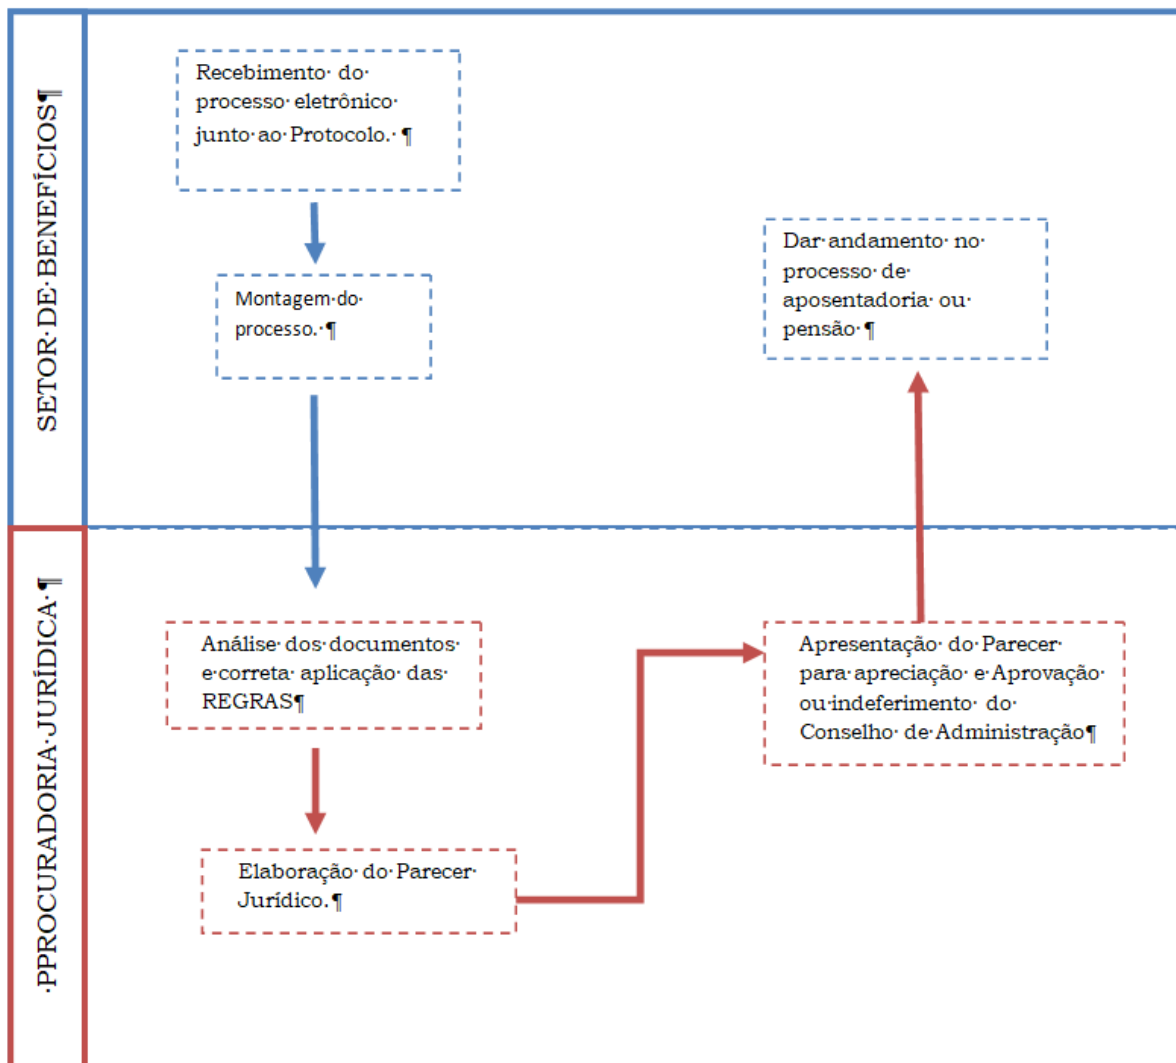 SETOR· DE· BENEFÍCIOS¶
Recebimento· do·
processo· eletrônico·
junto· ao· Protocolo.· ¶
Montagem·do·
processo.· ¶
Dar·andamento· no·
processo· de·
aposentadoria· ou·
pensão· ¶
·PPROCURADORIA·JURÍDICA· ¶
Análise· dos· documentos·
e·correta· aplicação· das·
REGRAS¶
Elaboração· do· Parecer·
Jurídico.¶
Apresentação· do· Parecer·
para· apreciação· e· Aprovação·
ou·indeferimento· do·
Conselho· de· Administração¶